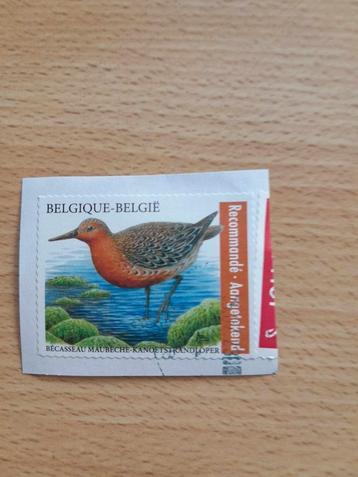 BELGIQUE-BELGIË
Recommandé · Aangetekend
BÉCASSEAU MAUBÈCHE-KANOETSTRANDLOPER